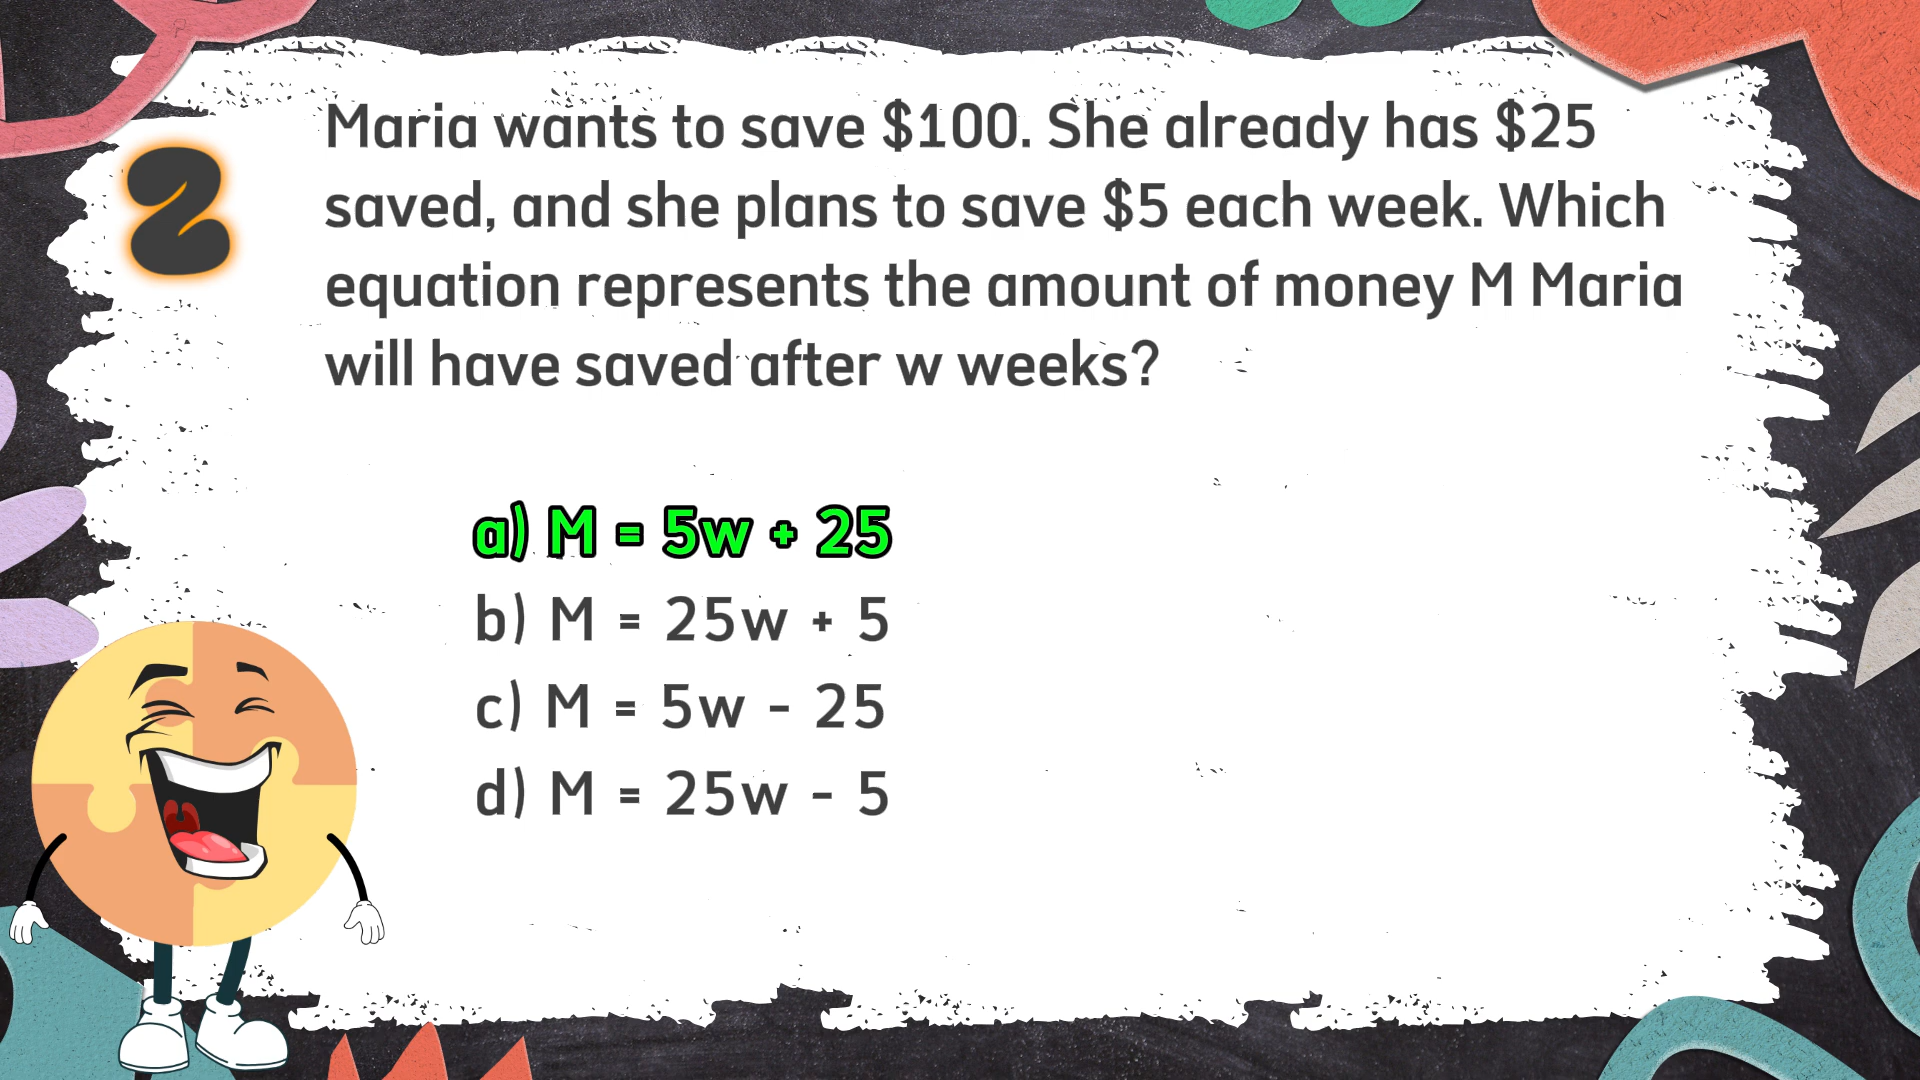 2
Maria wants to save $100. She already has $25
saved, and she plans to save $5 each week. Which
equation represents the amount of money M Maria
will have saved after w weeks?
a) M = 5w + 25
b) M = 25w + 5
c) M = 5w - 25
d) M = 25w - 5